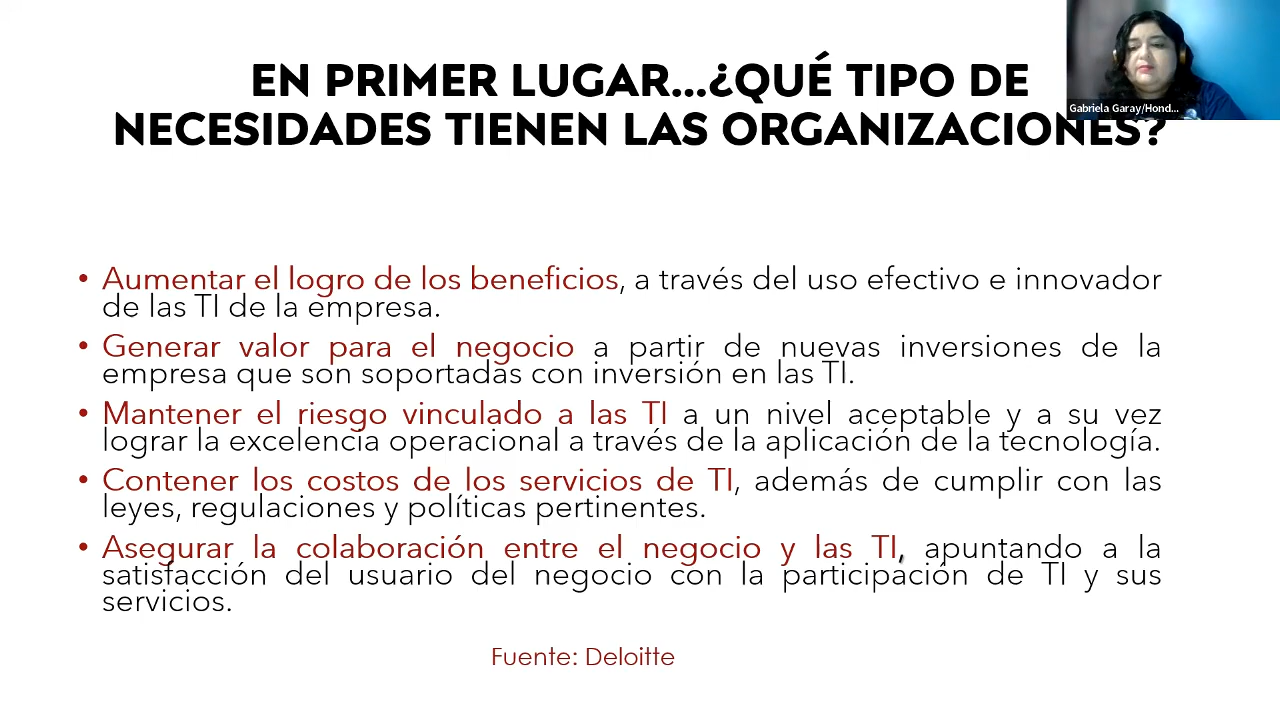 EN PRIMER LUGAR...¿QUÉ TIPO DE
NECESIDADES TIENEN LAS ORGANIZACIONES?
Gabriela Garay/Hond...
• Aumentar el logro de los beneficios, a través del uso efectivo e innovador
de las TI de la empresa.
• Generar valor para el negocio a partir de nuevas inversiones de la
empresa que son soportadas con inversión en las TI.
• Mantener el riesgo vinculado a las TI a un nivel aceptable y a su vez
lograr la excelencia operacional a través de la aplicación de la tecnología.
• Contener los costos de los servicios de TI, además de cumplir con las
leyes, regulaciones y políticas pertinentes.
• Asegurar la colaboración entre el negocio y las TI, apuntando a la
satisfacción del usuario del negocio con la participación de TI y sus
servicios.
Fuente: Deloitte